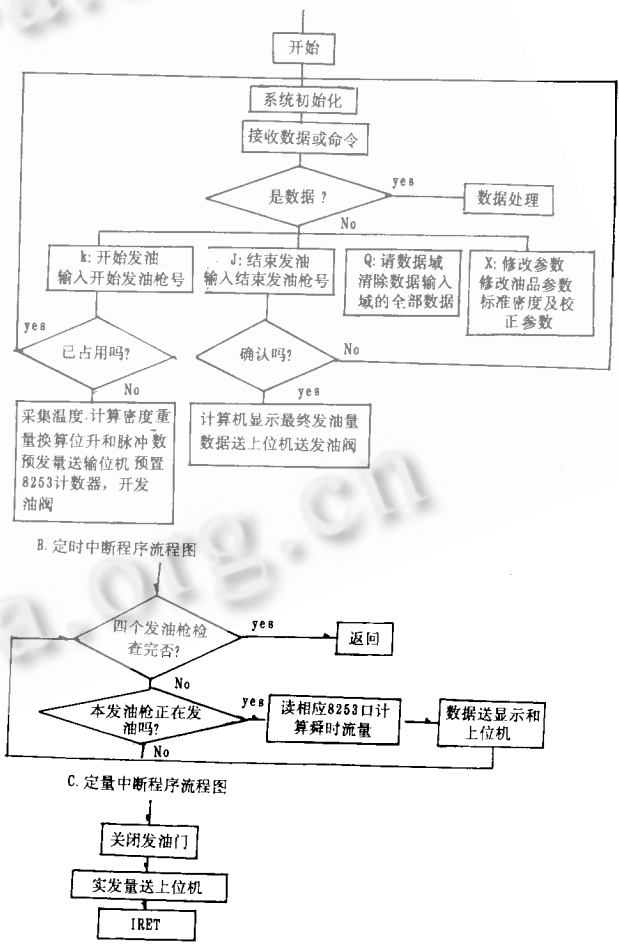 开始
系统初始化
接收数据或命令
是数据?
yes
数据处理
No
k: 开始发油
输入开始发油枪号
J: 结束发油
输入结束发油枪号
Q: 请数据域
清除数据输入
域的全部数据
X: 修改参数
修改油品参数
标准密度及校
正参数
yes
已占用吗?
No
确认吗?
No
yes
采集温度.计算密度重
量换算位升和脉冲数
预发量送输位机 预置
8253计数器，开发
油阀
计算机显示最终发油量
数据送上位机送发油阀
B. 定时中断程序流程图
四个发油枪检
查完否?
yes
返回
No
本发油枪正在发
油吗?
yes
读相应8253口计
算舜时流量
数据送显示和
上位机
No
C. 定量中断程序流程图
关闭发油门
实发量送上位机
IRET
a.org.cn